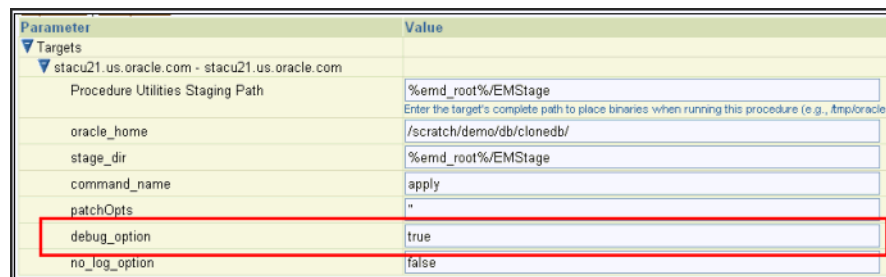 Parameter Value
Targets
stacu21.us.oracle.com - stacu21.us.oracle.com
Procedure Utilities Staging Path %emd_root%/EMStage
Enter the target's complete path to place binaries when running this procedure (e.g., /tmp/oracle
oracle_home /scratch/demo/db/clonedb/
stage_dir %emd_root%/EMStage
command_name apply
patchOpts "
debug_option true
no_log_option false